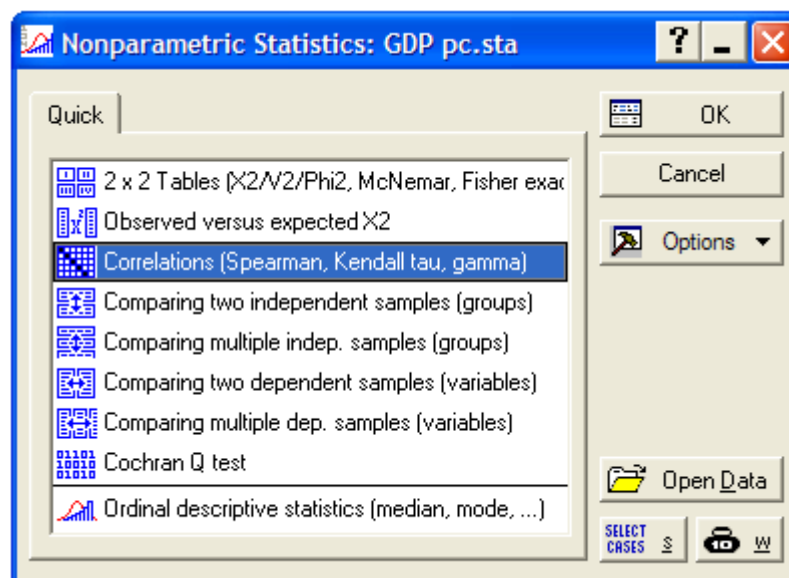 Nonparametric Statistics: GDP pc.sta
Quick
2 x 2 Tables (X2/V2/Phi2, McNemar, Fisher exac
Observed versus expected X2
Correlations (Spearman, Kendall tau, gamma)
Comparing two independent samples (groups)
Comparing multiple indep. samples (groups)
Comparing two dependent samples (variables)
Comparing multiple dep. samples (variables)
Cochran Q test
Ordinal descriptive statistics (median, mode, ...)
OK
Cancel
Options
Open Data
SELECT
CASES S
W